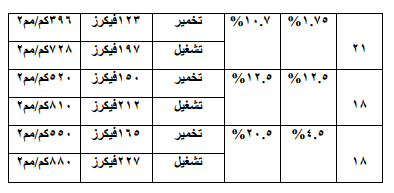 %١.٧٥ %١٠.٧ تخمير ١٢٣فيكرز ٣٩٦كم/مم٢
٢١ تشغيل ١٩٧فيكرز ٧٢٨كم/مم٢
%١٢.٥ %١٢.٥ تخمير ١٥٠فيكرز ٥٢٠كم/مم٢
١٨ تشغيل ٢١٢فيكرز ٨١٠كم/مم٢
%٤.٥ %٢٠.٥ تخمير ١٦٥فيكرز ٥٥٠كم/مم٢
١٨ تشغيل ٢٢٧فيكرز ٨٨٠كم/مم٢